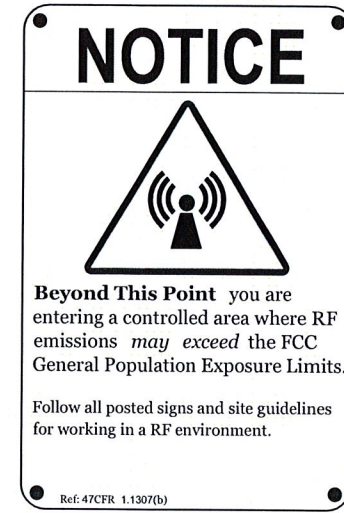 NOTICE
Beyond This Point you are
entering a controlled area where RF
emissions may exceed the FCC
General Population Exposure Limits.
Follow all posted signs and site guidelines
for working in a RF environment.
Ref: 47CFR 1.1307(b)